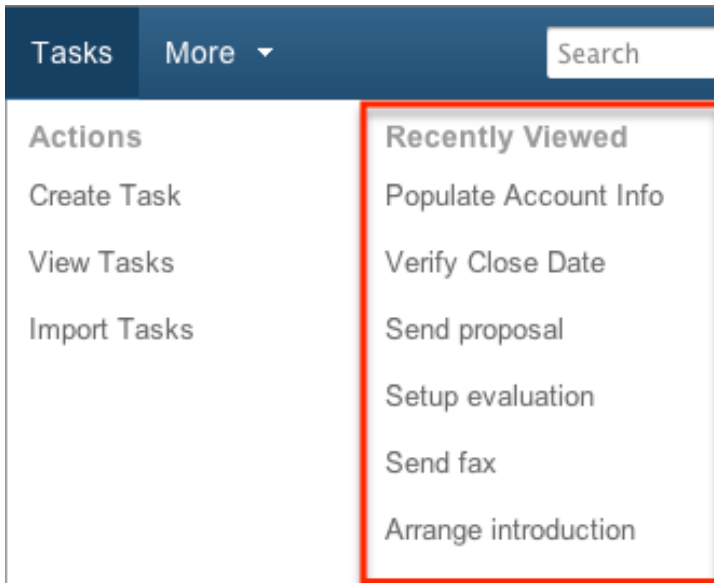 Tasks More Search
Actions
Create Task
View Tasks
Import Tasks
Recently Viewed
Populate Account Info
Verify Close Date
Send proposal
Setup evaluation
Send fax
Arrange introduction